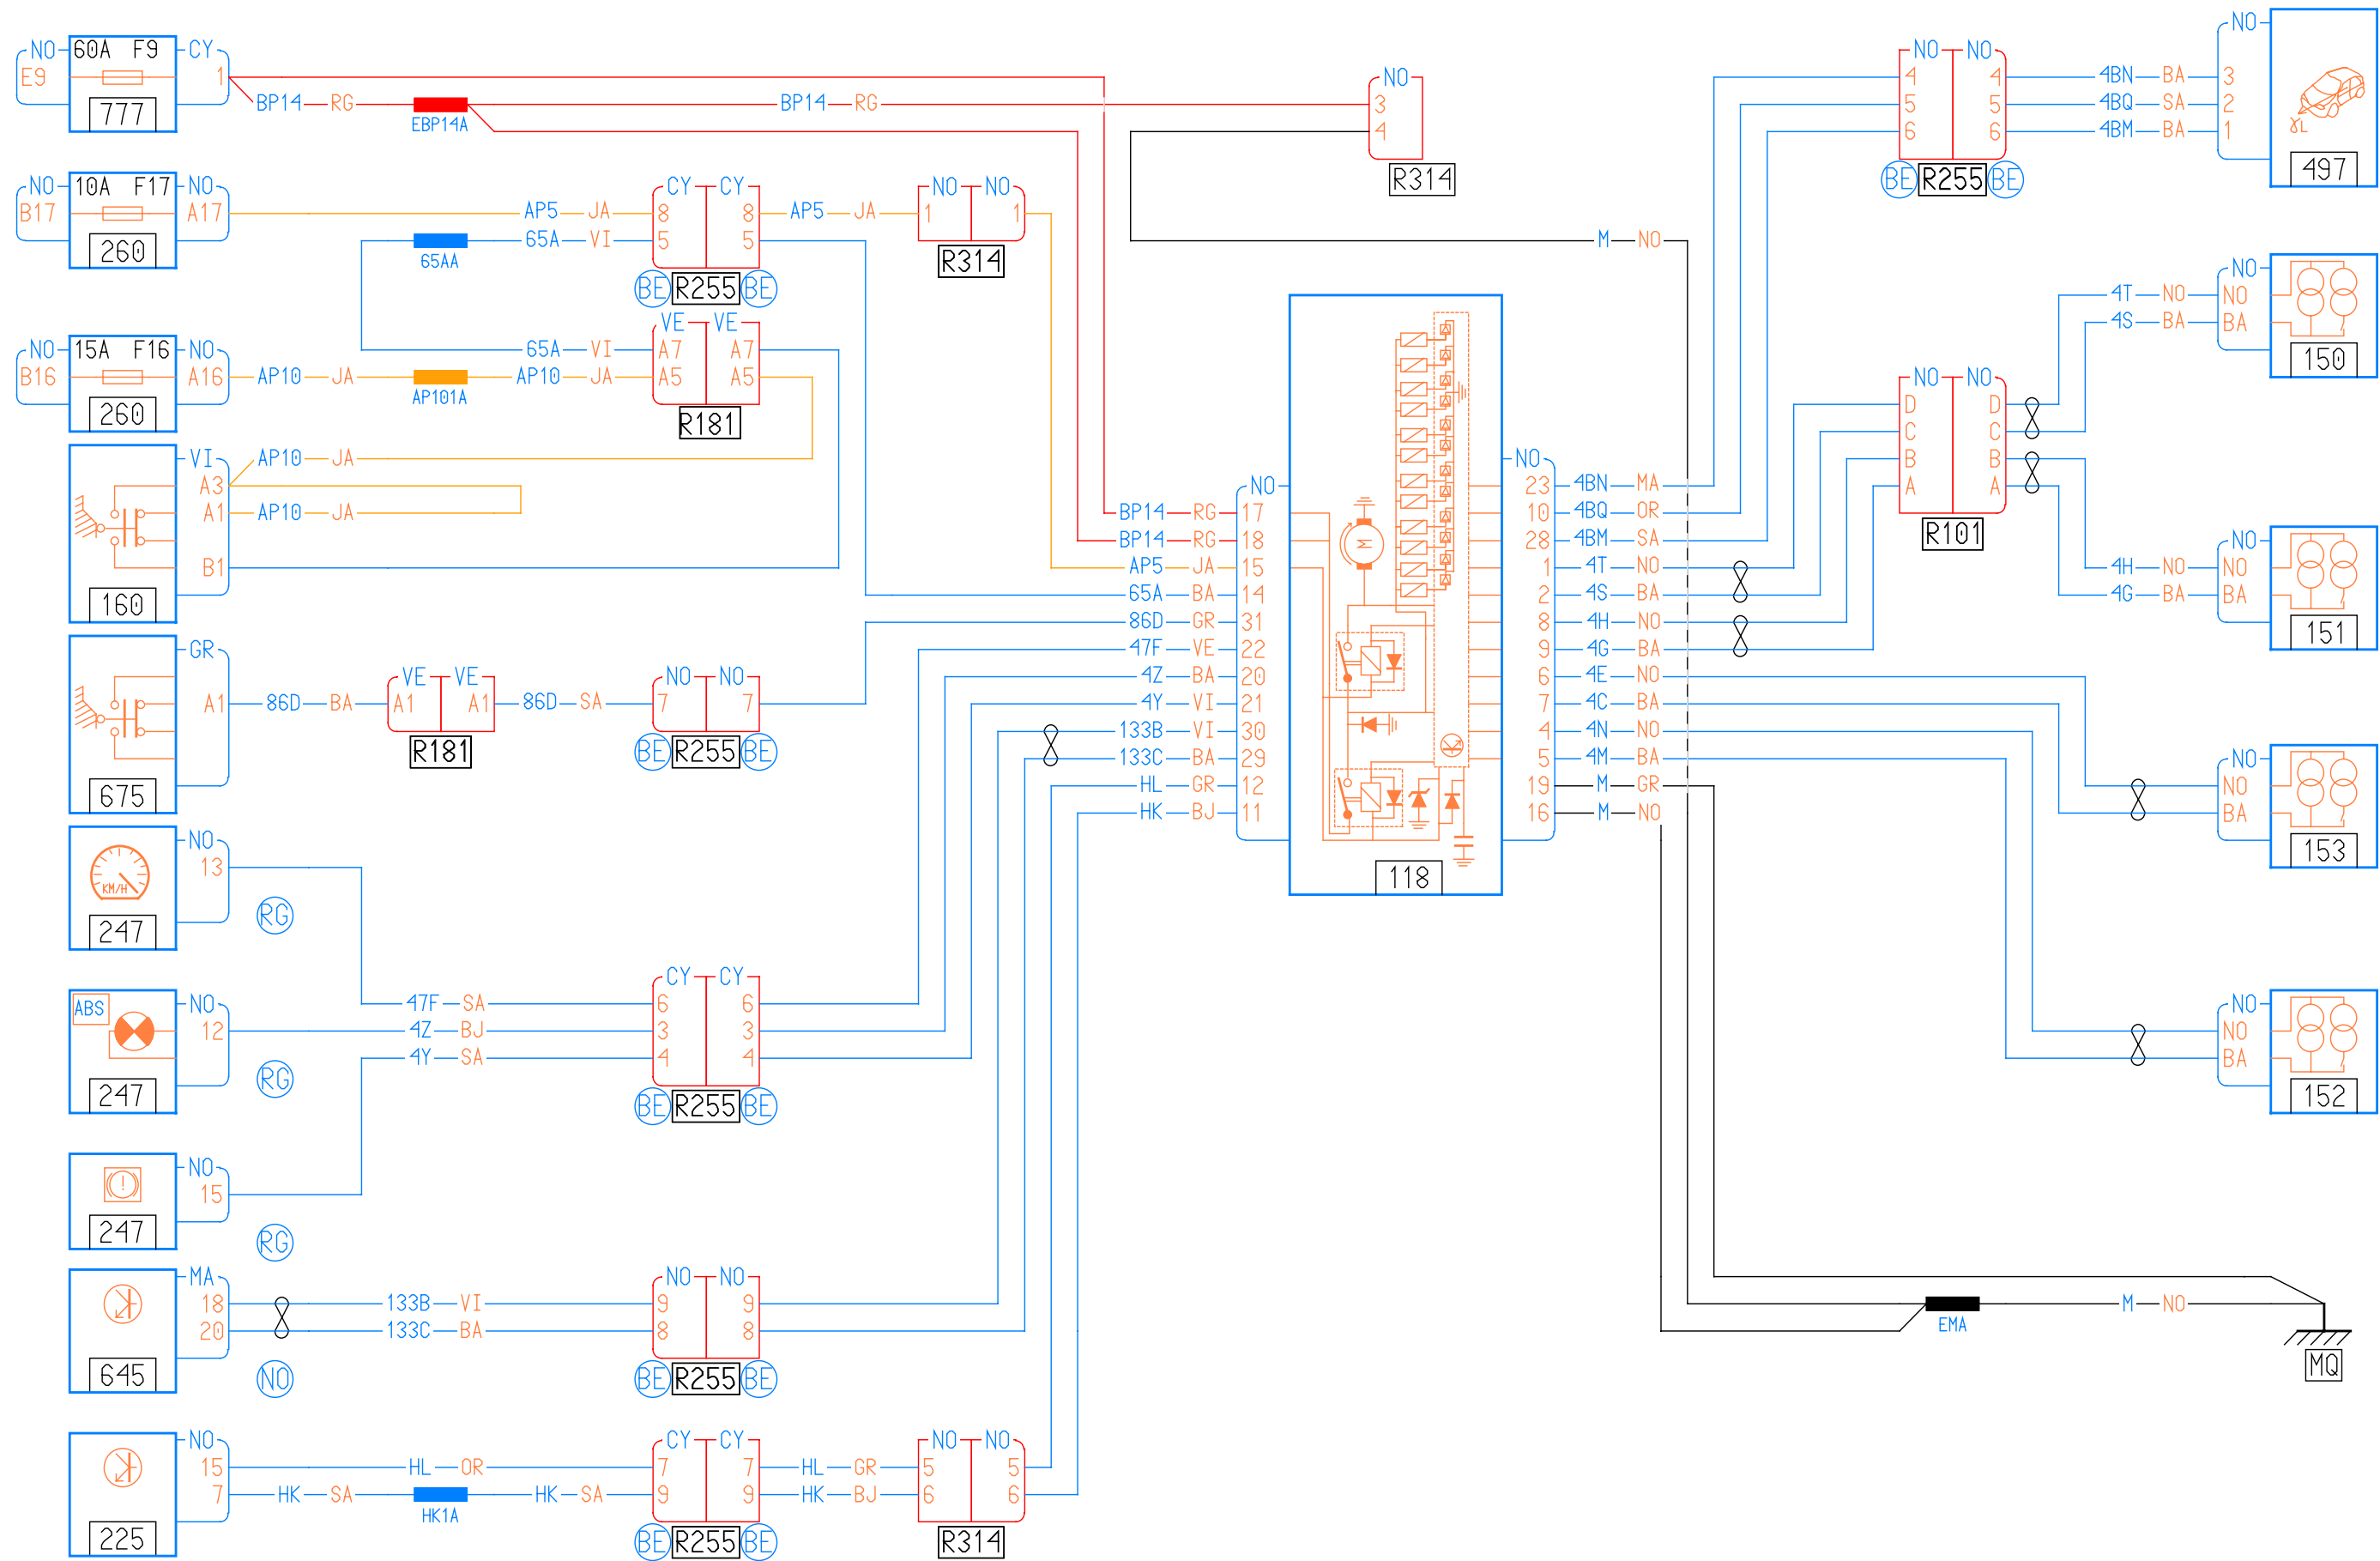 NO 60A F9 CY
E9 1
777
BP14 RG
EBP14A
BP14 RG
NO
3
4
R314
NO 10A F17 NO
B17 A17
260
AP5 JA
65A VI
65AA
CY CY
8 8
5 5
BE R255 BE
AP5 JA
NO NO
1 1
R314
NO 15A F16 NO
B16 A16
260
AP10 JA
AP101A
65A VI
AP10 JA
VE VE
A7 A7
A5 A5
R181
VI
A3
A1
B1
AP10 JA
AP10 JA
160
GR
A1
675
86D BA
VE VE
A1 A1
R181
86D SA
NO NO
7 7
BE R255 BE
NO
13
KM/H
247
RG
ABS
NO
12
247
RG
47F SA
4Z BJ
4Y SA
CY CY
6 6
3 3
4 4
BE R255 BE
NO
15
247
RG
MA
18
20
645
NO
133B VI
133C BA
NO NO
9 9
8 8
BE R255 BE
NO
15
7
225
HL OR
HK SA
HK1A
HK SA
CY CY
7 7
9 9
BE R255 BE
HL GR
HK BJ
NO NO
5 5
6 6
R314
NO
BP14 RG 17
BP14 RG 18
AP5 JA 15
65A BA 14
86D GR 31
47F VE 22
4Z BA 20
4Y VI 21
133B VI 30
133C BA 29
HL GR 12
HK BJ 11
M
118
NO
23 4BN MA
10 4BQ OR
28 4BM SA
1 4T NO
2 4S BA
8 4H NO
9 4G BA
6 4E NO
7 4C BA
4 4N NO
5 4M BA
19 M GR
16 M NO
M NO
NO NO
4 4
5 5
6 6
BE R255 BE
4BN BA
4BQ SA
4BM BA
NO
3
2
1
497
NO NO
D D
C C
B B
A A
R101
4T NO
4S BA
NO
NO
BA
150
4H NO
4G BA
NO
NO
BA
151
NO
NO
BA
153
NO
NO
BA
152
EMA
M NO
MQ